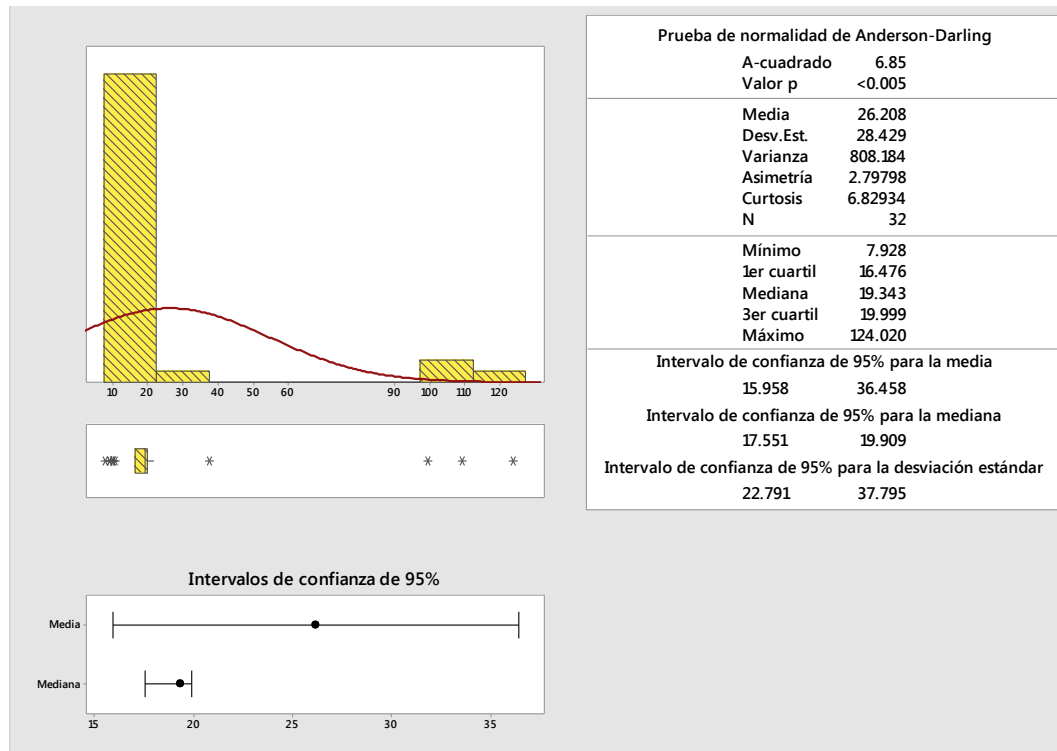 Prueba de normalidad de Anderson-Darling
A-cuadrado 6.85
Valor p <0.005
Media 26.208
Desv.Est. 28.429
Varianza 808.184
Asimetría 2.79798
Curtosis 6.82934
N 32
Mínimo 7.928
1er cuartil 16.476
Mediana 19.343
3er cuartil 19.999
Máximo 124.020
Intervalo de confianza de 95% para la media
15.958 36.458
Intervalo de confianza de 95% para la mediana
17.551 19.909
Intervalo de confianza de 95% para la desviación estándar
22.791 37.795
10 20 30 40 50 60 90 100 110 120
Intervalos de confianza de 95%
Media
Mediana
15 20 25 30 35